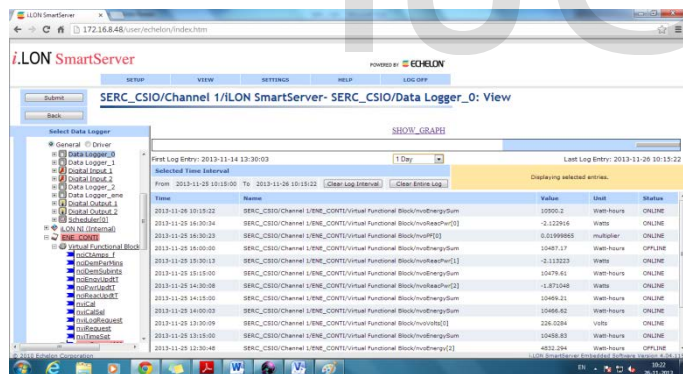 iLON SmartServer
172.16.8.48/user/echelon/index.htm
i.LON SmartServer
POWERED BY ECHELON
SETUP VIEW SETTINGS HELP LOG OFF
Submit
SERC_CSIO/Channel 1/iLON SmartServer- SERC_CSIO/Data Logger_0: View
Back
Select Data Logger
SHOW_GRAPH
General Driver
Data Logger_0
Data Logger_1
Digital Input 1
Digital Input 2
Data Logger_2
Data Logger_ene
Digital Output 1
Digital Output 2
Scheduler[0]
iLON NI (Internal)
ENE_CONTI
Virtual Functional Block
nciCtAmps_f
nciDemPerMins
nciDemSubints
nciEngyUpdtT
nciPwrUpdtT
nciReacUpdtT
nviCal
nviCalSel
nviLogRequest
nviRequest
nviTimeSet
First Log Entry: 2013-11-14 13:30:03 1 Day Last Log Entry: 2013-11-26 10:15:22
Selected Time Interval
Displaying selected entries.
From 2013-11-25 10:15:00 To 2013-11-26 10:15:22 Clear Log Interval Clear Entire Log
Time Name Value Unit Status
2013-11-26 10:15:22 SERC_CSIO/Channel 1/ENE_CONTI/Virtual Functional Block/nvoEnergySum 10500.2 Watt-hours ONLINE
2013-11-25 16:30:34 SERC_CSIO/Channel 1/ENE_CONTI/Virtual Functional Block/nvoReacPwr[0] -2.122916 Watts ONLINE
2013-11-25 16:30:23 SERC_CSIO/Channel 1/ENE_CONTI/Virtual Functional Block/nvoPF[0] 0.01999865 multiplier ONLINE
2013-11-25 16:00:00 SERC_CSIO/Channel 1/ENE_CONTI/Virtual Functional Block/nvoEnergySum 10487.17 Watt-hours OFFLINE
2013-11-25 15:30:13 SERC_CSIO/Channel 1/ENE_CONTI/Virtual Functional Block/nvoReacPwr[1] -2.113223 Watts ONLINE
2013-11-25 15:15:00 SERC_CSIO/Channel 1/ENE_CONTI/Virtual Functional Block/nvoEnergySum 10479.61 Watt-hours ONLINE
2013-11-25 14:30:08 SERC_CSIO/Channel 1/ENE_CONTI/Virtual Functional Block/nvoReacPwr[2] -1.871048 Watts ONLINE
2013-11-25 14:15:00 SERC_CSIO/Channel 1/ENE_CONTI/Virtual Functional Block/nvoEnergySum 10469.21 Watt-hours ONLINE
2013-11-25 14:00:03 SERC_CSIO/Channel 1/ENE_CONTI/Virtual Functional Block/nvoEnergySum 10466.62 Watt-hours ONLINE
2013-11-25 13:30:09 SERC_CSIO/Channel 1/ENE_CONTI/Virtual Functional Block/nvoVolts[0] 226.0284 volts ONLINE
2013-11-25 13:15:00 SERC_CSIO/Channel 1/ENE_CONTI/Virtual Functional Block/nvoEnergySum 10458.83 Watt-hours ONLINE
2013-11-25 12:30:48 SERC_CSIO/Channel 1/ENE_CONTI/Virtual Functional Block/nvoEnergy[2] 4832.294 Watt-hours OFFLINE
© 2010 Echelon Corporation i.LON SmartServer Embedded Software Version 4.04.11
EN 10:22
26-11-2013